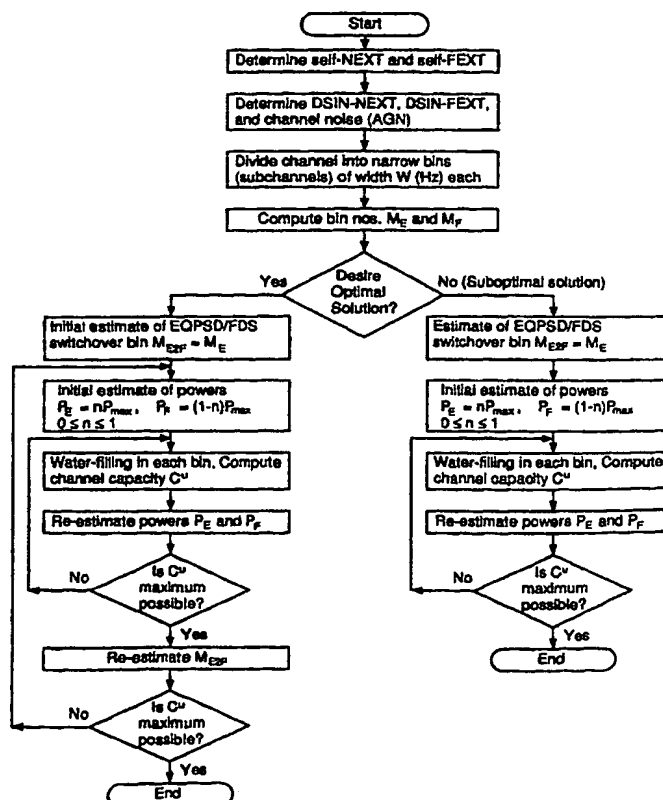 Start
Determine self-NEXT and self-FEXT
Determine DSIN-NEXT, DSIN-FEXT,
and channel noise (AGN)
Divide channel into narrow bins
(subchannels) of width W (Hz) each
Compute bin nos. M_E and M_F
Desire
Optimal
Solution?
Yes
No (Suboptimal solution)
Initial estimate of EQPSD/FDS
switchover bin M_E2F = M_E
Initial estimate of powers
P_E = nP_max, P_F = (1-n)P_max
0 ≤ n ≤ 1
Water-filling in each bin, Compute
channel capacity C^u
Re-estimate powers P_E and P_F
Is C^u
maximum
possible?
No
Yes
Re-estimate M_E2F
Is C^u
maximum
possible?
No
Yes
End
Estimate of EQPSD/FDS
switchover bin M_E2F = M_E
Initial estimate of powers
P_E = nP_max, P_F = (1-n)P_max
0 ≤ n ≤ 1
Water-filling in each bin, Compute
channel capacity C^u
Re-estimate powers P_E and P_F
Is C^u
maximum
possible?
No
Yes
End